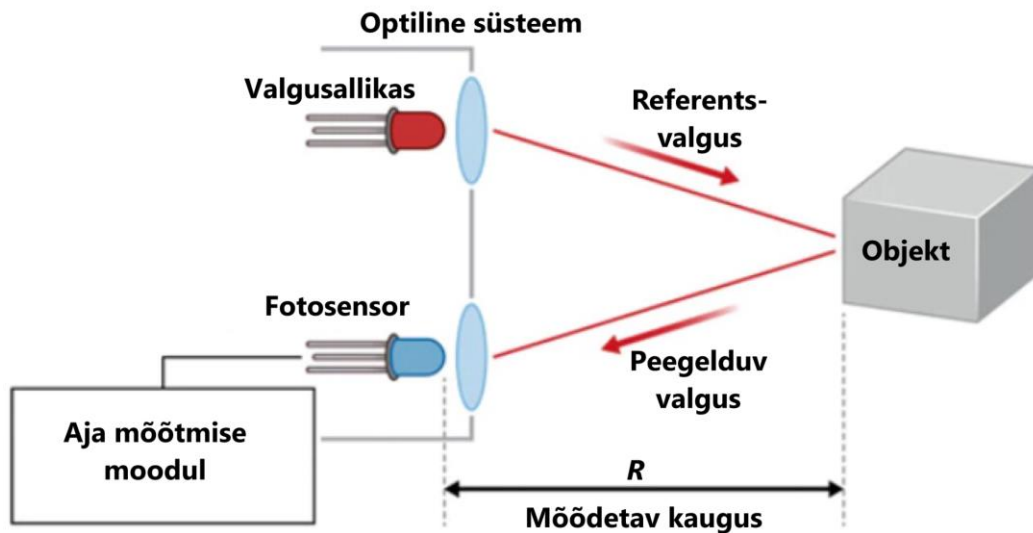 Optiline süsteem
Valgusallikas
Referents-
valgus
Objekt
Fotosensor
Peegelduv
valgus
Aja mõõtmise
moodul
R
Mõõdetav kaugus